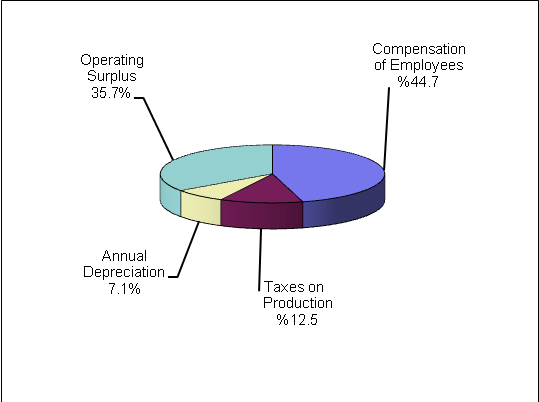 Compensation
of Employees
%44.7
Operating
Surplus
35.7%
Annual
Depreciation
7.1%
Taxes on
Production
%12.5